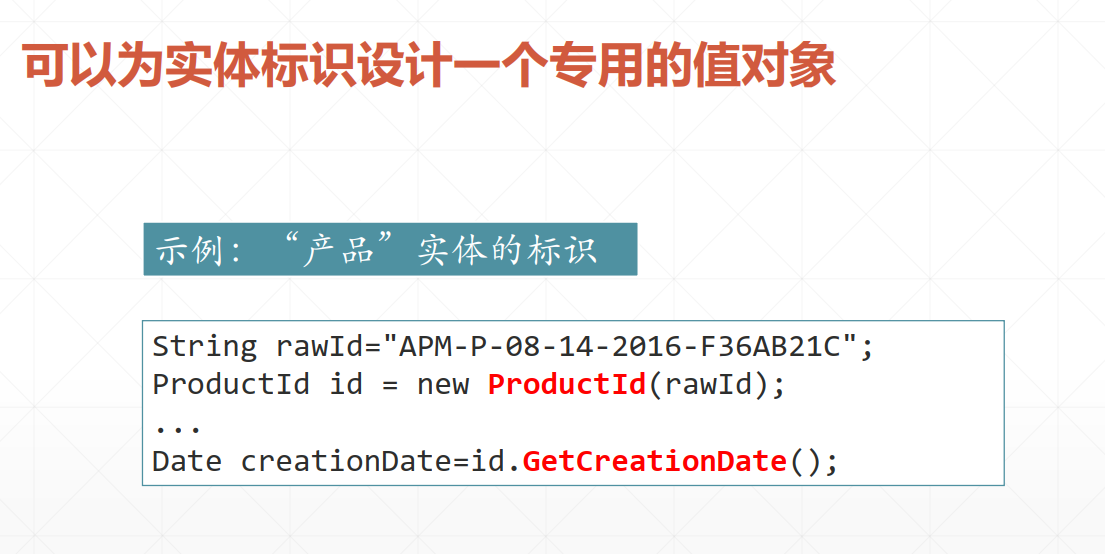 可以为实体标识设计一个专用的值对象
示例：“产品”实体的标识
String rawId="APM-P-08-14-2016-F36AB21C";
ProductId id = new ProductId(rawId);
...
Date creationDate=id.GetCreationDate();